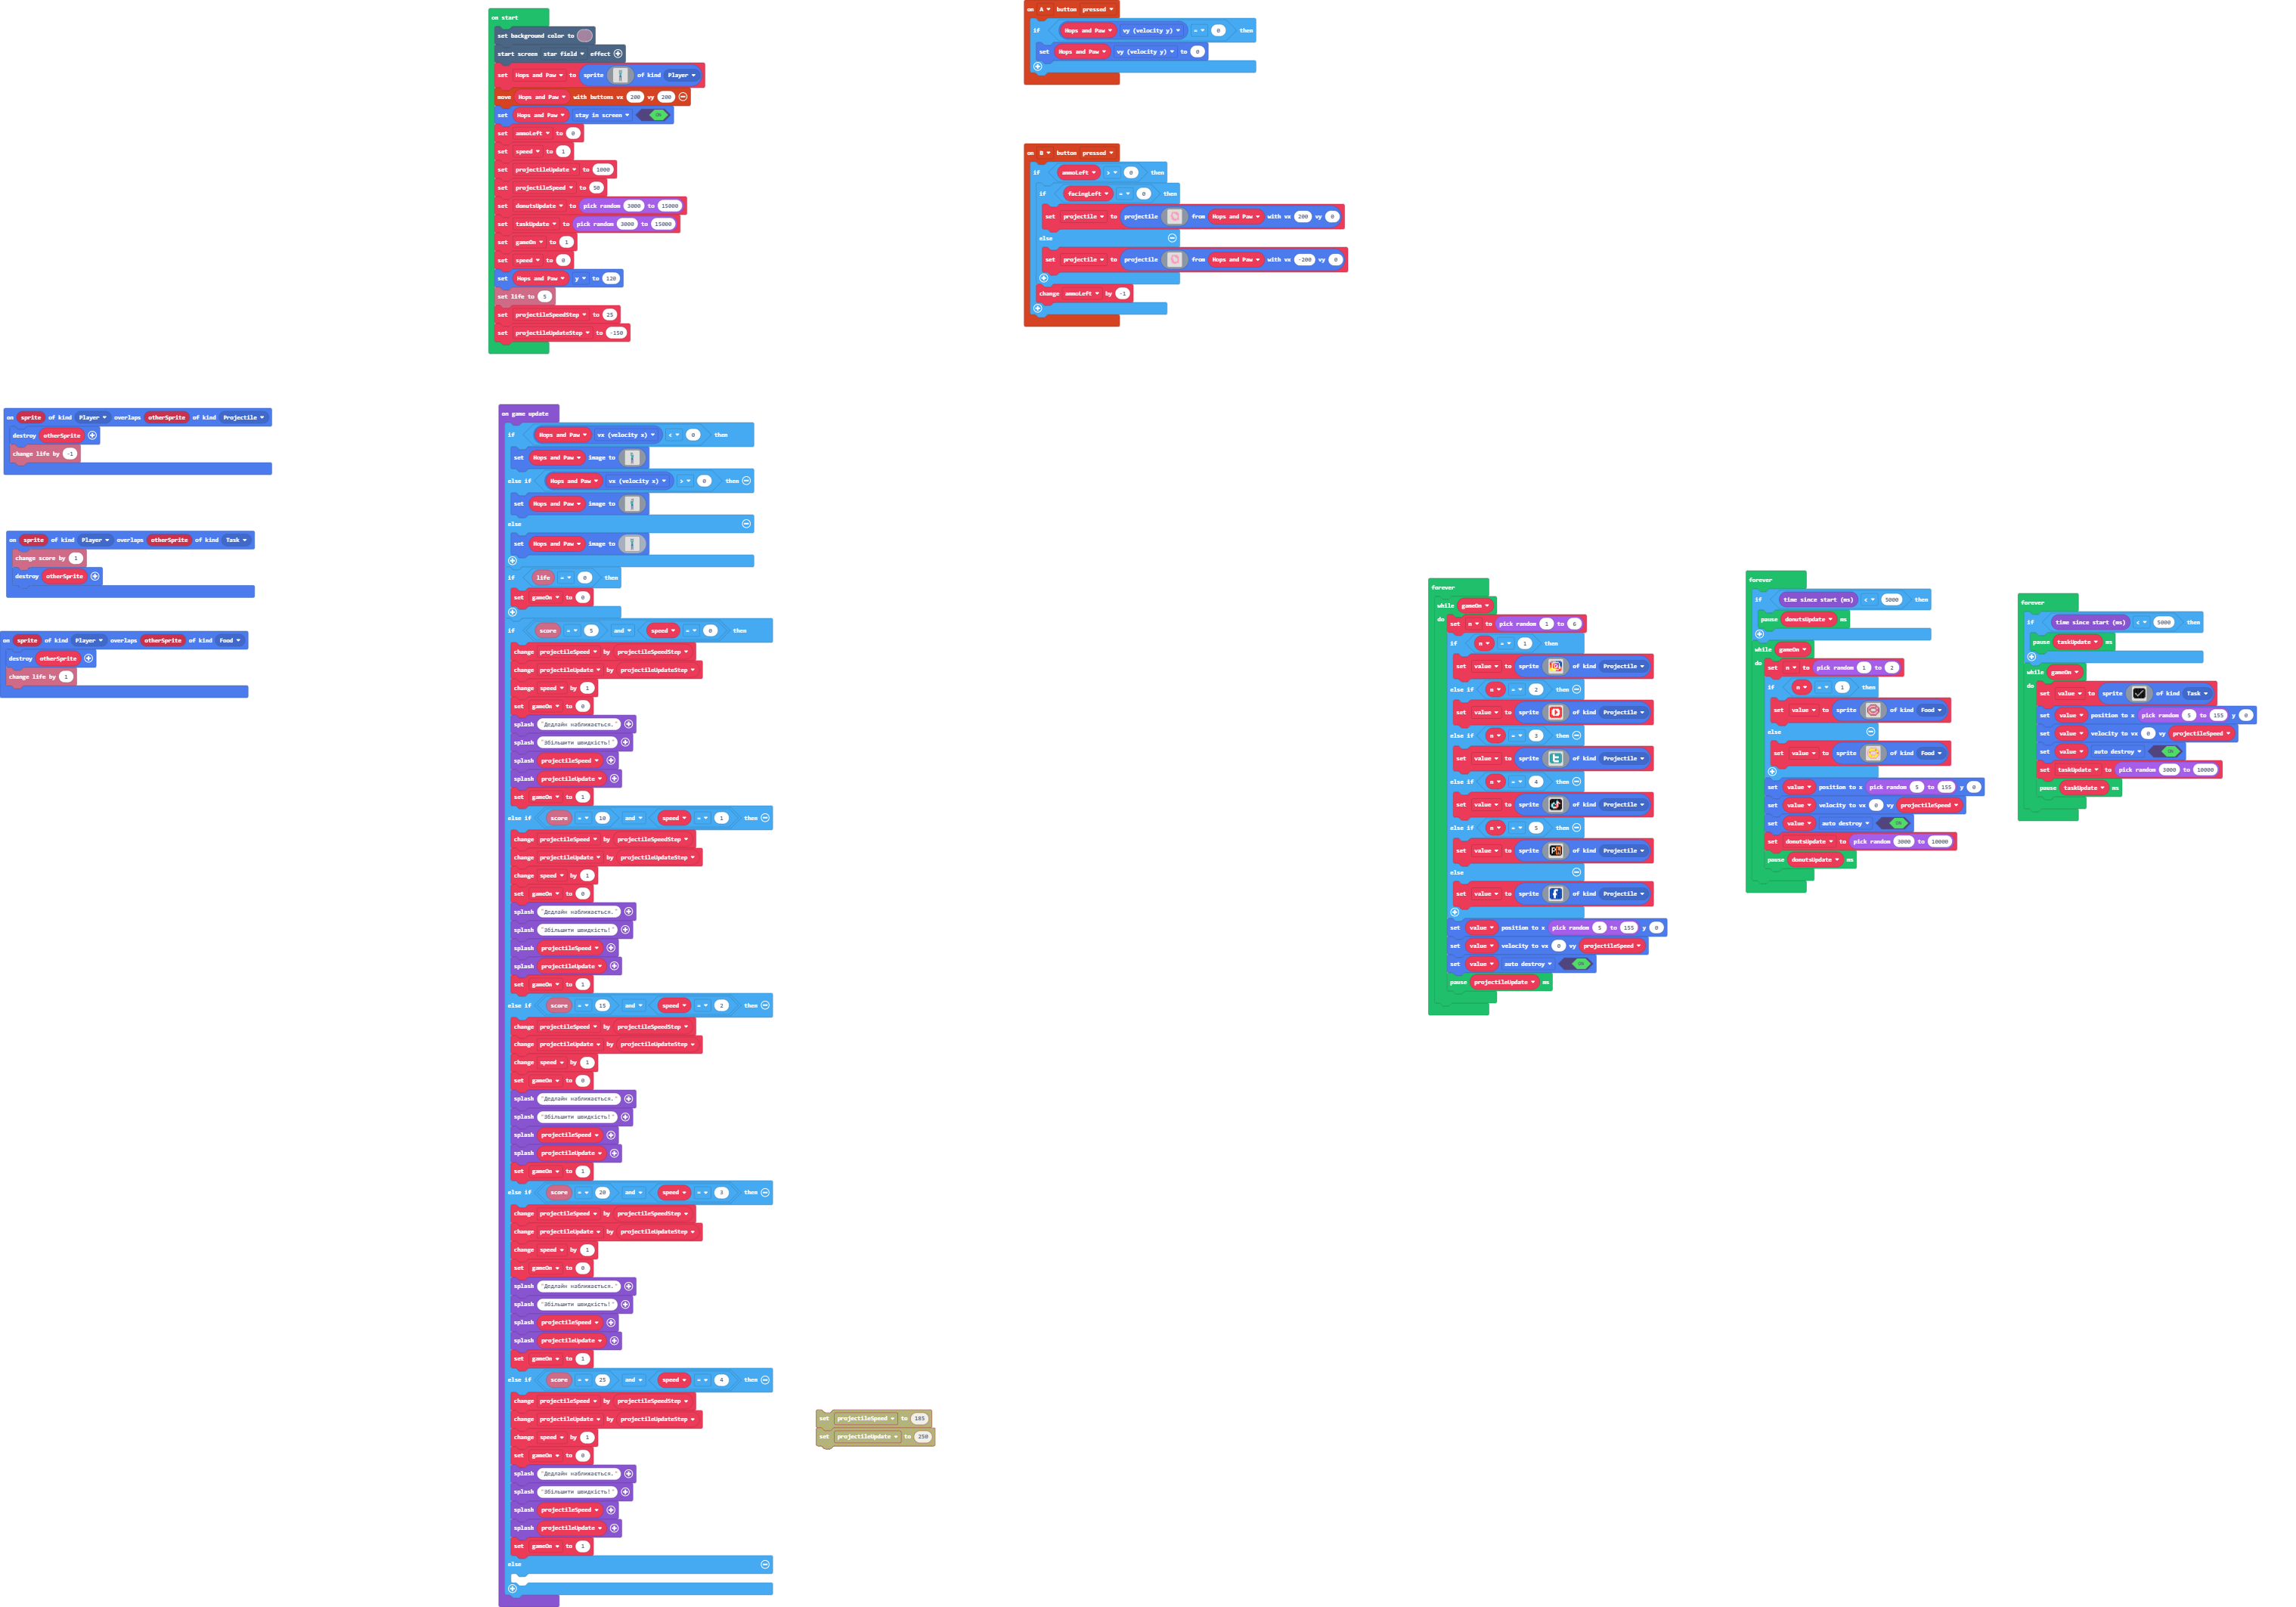 on start
set background color to
start screen star field effect
set Hops and Paw to sprite of kind Player
move Hops and Paw with buttons vx 200 vy 200
set Hops and Paw stay in screen ON
set ammoLeft to 0
set speed to 1
set projectileUpdate to 1000
set projectileSpeed to 50
set donutsUpdate to pick random 3000 to 15000
set taskUpdate to pick random 3000 to 15000
set gameOn to 1
set speed to 0
set Hops and Paw y to 120
set life to 5
set projectileSpeedStep to 25
set projectileUpdateStep to -150
on A button pressed
if Hops and Paw vy (velocity y) = 0 then
set Hops and Paw vy (velocity y) to 0
on B button pressed
if ammoLeft > 0 then
if facingLeft = 0 then
set projectile to projectile from Hops and Paw with vx 200 vy 0
else
set projectile to projectile from Hops and Paw with vx -200 vy 0
change ammoLeft by -1
on sprite of kind Player overlaps otherSprite of kind Projectile
destroy otherSprite
change life by -1
on sprite of kind Player overlaps otherSprite of kind Task
change score by 1
destroy otherSprite
on sprite of kind Player overlaps otherSprite of kind Food
destroy otherSprite
change life by 1
on game update
if Hops and Paw vx (velocity x) < 0 then
set Hops and Paw image to
else if Hops and Paw vx (velocity x) > 0 then
set Hops and Paw image to
else
set Hops and Paw image to
if life = 0 then
set gameOn to 0
if score = 5 and speed = 0 then
change projectileSpeed by projectileSpeedStep
change projectileUpdate by projectileUpdateStep
change speed by 1
set gameOn to 0
splash "Дедлайн наближається."
splash "Збільшити швидкість!"
splash projectileSpeed
splash projectileUpdate
set gameOn to 1
else if score = 10 and speed = 1 then
change projectileSpeed by projectileSpeedStep
change projectileUpdate by projectileUpdateStep
change speed by 1
set gameOn to 0
splash "Дедлайн наближається."
splash "Збільшити швидкість!"
splash projectileSpeed
splash projectileUpdate
set gameOn to 1
else if score = 15 and speed = 2 then
change projectileSpeed by projectileSpeedStep
change projectileUpdate by projectileUpdateStep
change speed by 1
set gameOn to 0
splash "Дедлайн наближається."
splash "Збільшити швидкість!"
splash projectileSpeed
splash projectileUpdate
set gameOn to 1
else if score = 20 and speed = 3 then
change projectileSpeed by projectileSpeedStep
change projectileUpdate by projectileUpdateStep
change speed by 1
set gameOn to 0
splash "Дедлайн наближається."
splash "Збільшити швидкість!"
splash projectileSpeed
splash projectileUpdate
set gameOn to 1
else if score = 25 and speed = 4 then
change projectileSpeed by projectileSpeedStep
change projectileUpdate by projectileUpdateStep
change speed by 1
set gameOn to 0
splash "Дедлайн наближається."
splash "Збільшити швидкість!"
splash projectileSpeed
splash projectileUpdate
set gameOn to 1
else
set projectileSpeed to 185
set projectileUpdate to 250
forever
while gameOn
do set n to pick random 1 to 6
if n = 1 then
set value to sprite of kind Projectile
else if n = 2 then
set value to sprite of kind Projectile
else if n = 3 then
set value to sprite of kind Projectile
else if n = 4 then
set value to sprite of kind Projectile
else if n = 5 then
set value to sprite of kind Projectile
else
set value to sprite of kind Projectile
set value position to x pick random 5 to 155 y 0
set value velocity to vx 0 vy projectileSpeed
set value auto destroy ON
pause projectileUpdate ms
forever
if time since start (ms) < 5000 then
pause donutsUpdate ms
while gameOn
do set n to pick random 1 to 2
if n = 1 then
set value to sprite of kind Food
else
set value to sprite of kind Food
set value position to x pick random 5 to 155 y 0
set value velocity to vx 0 vy projectileSpeed
set value auto destroy ON
set donutsUpdate to pick random 3000 to 10000
pause donutsUpdate ms
forever
if time since start (ms) < 5000 then
pause taskUpdate ms
while gameOn
do set value to sprite of kind Task
set value position to x pick random 5 to 155 y 0
set value velocity to vx 0 vy projectileSpeed
set value auto destroy ON
set taskUpdate to pick random 3000 to 10000
pause taskUpdate ms